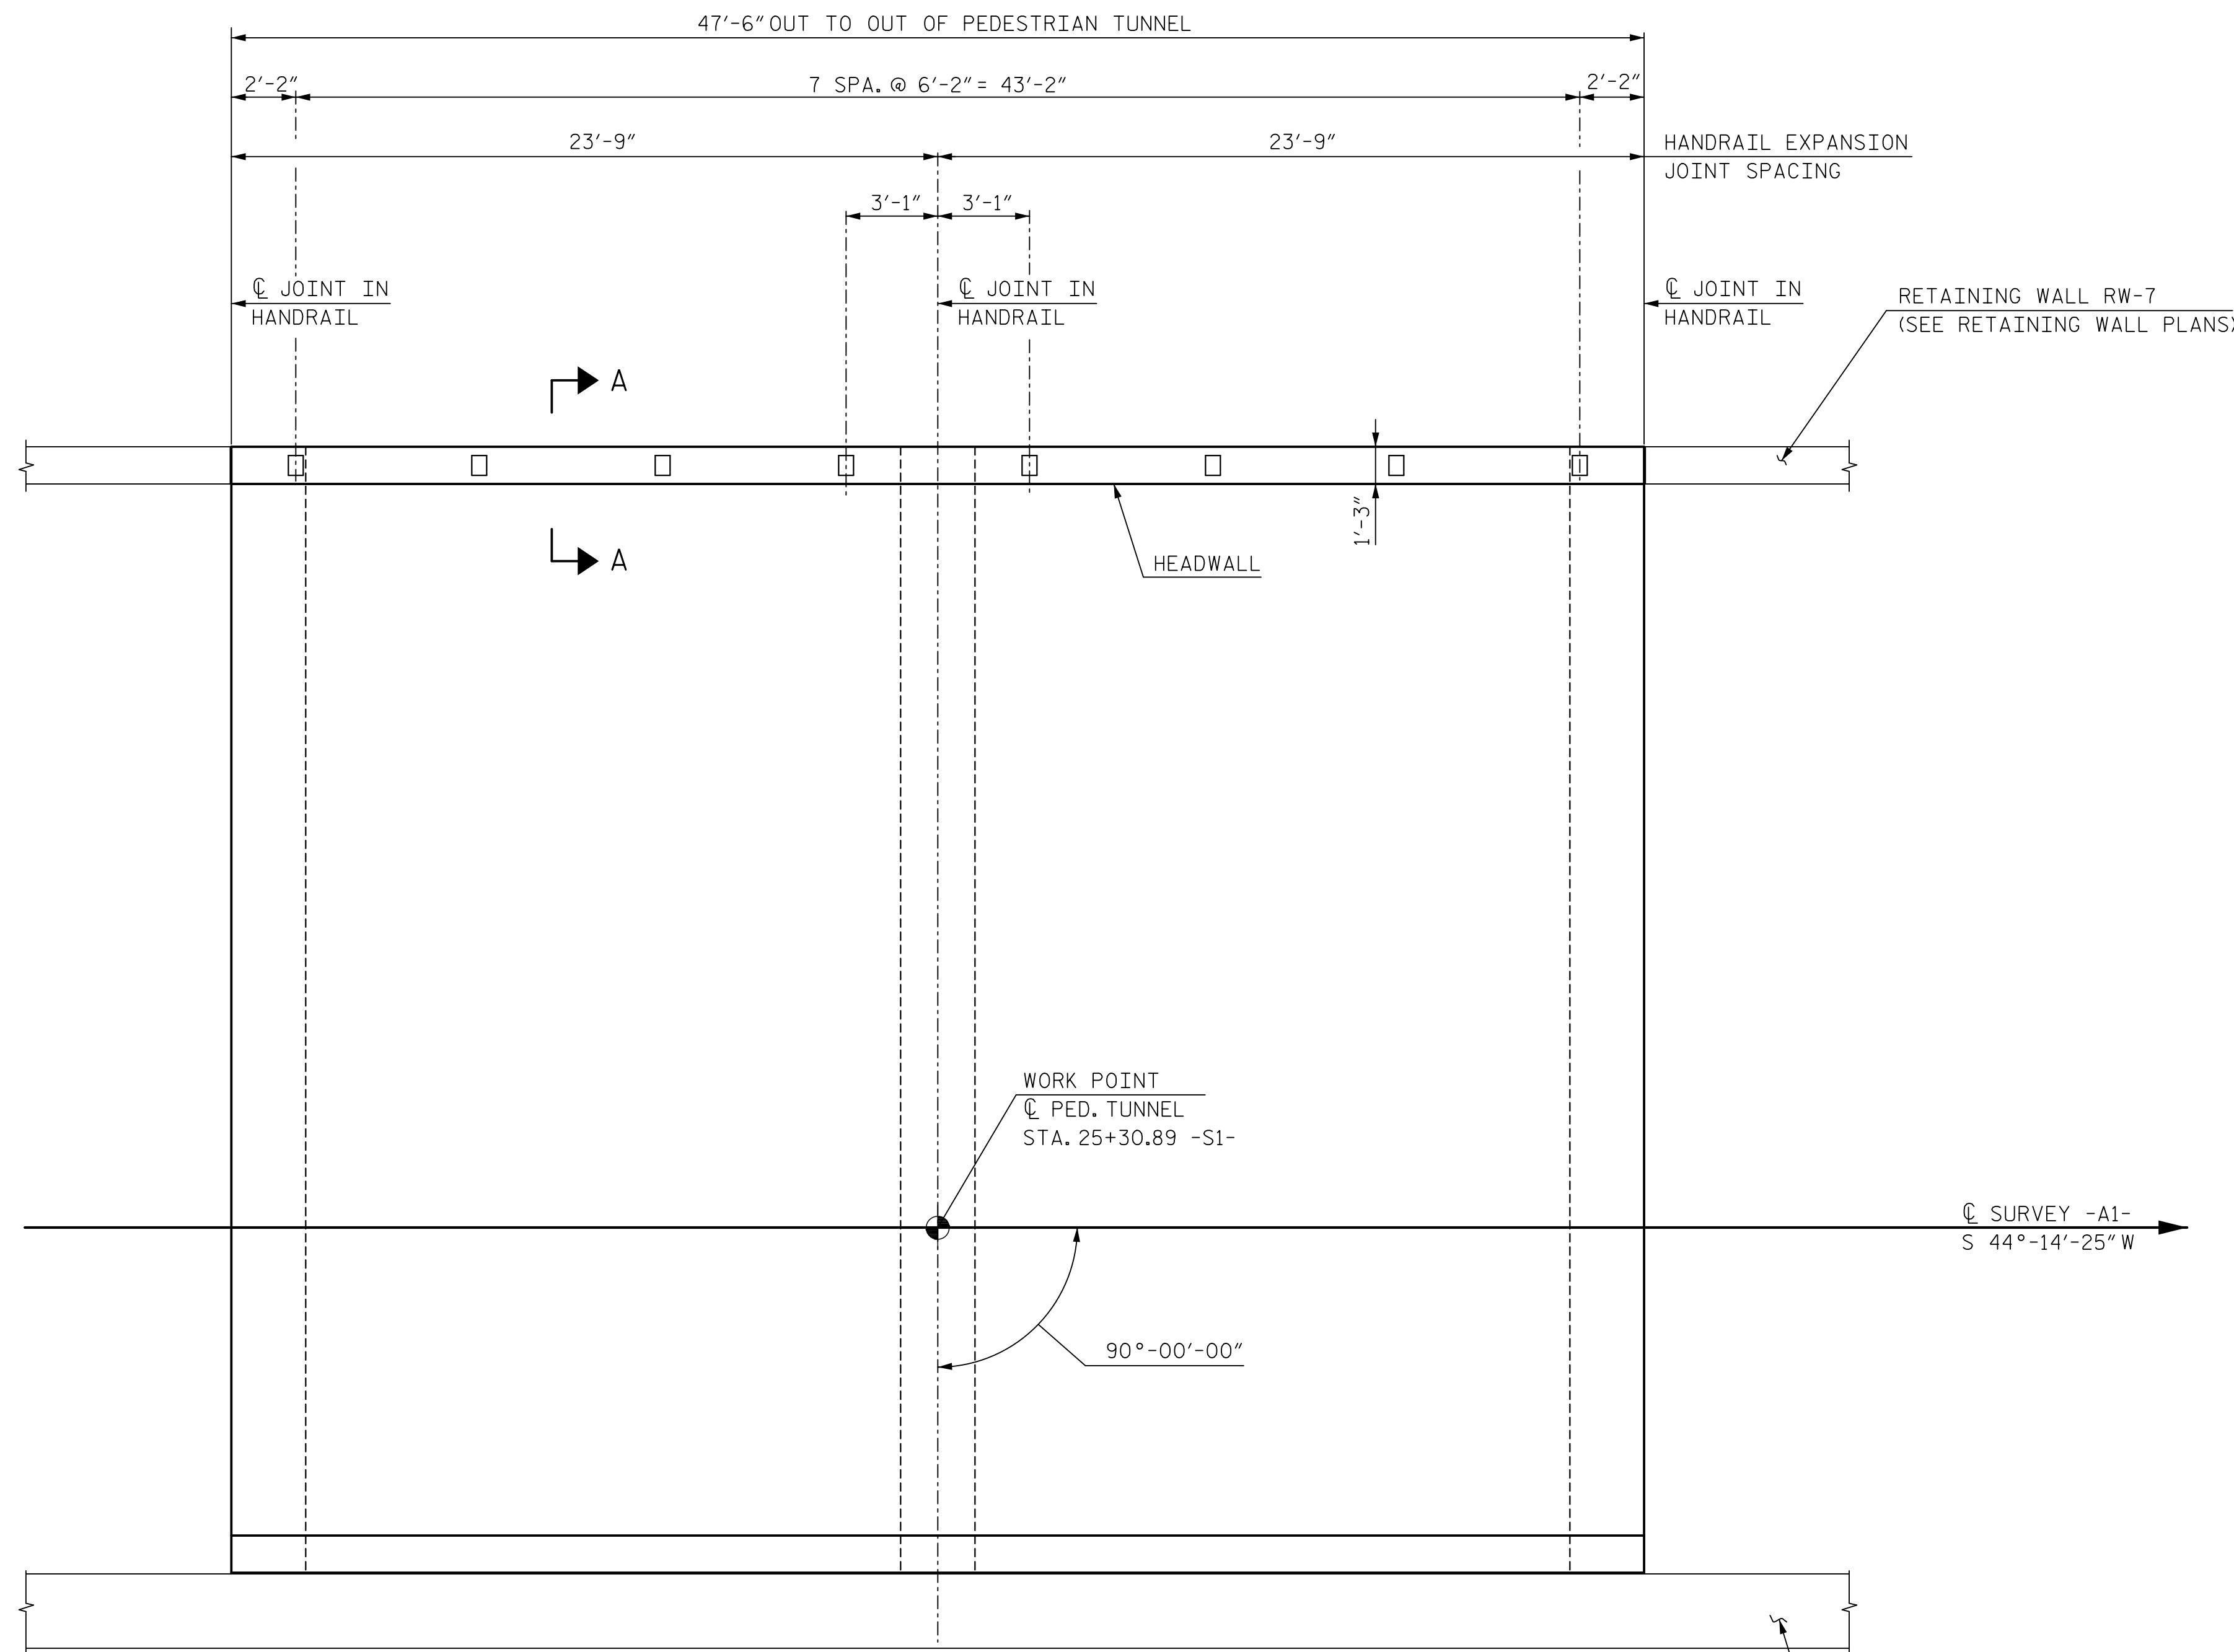 47'-6" OUT TO OUT OF PEDESTRIAN TUNNEL
2'-2"
7 SPA. @ 6'-2" = 43'-2"
2'-2"
23'-9"
23'-9"
HANDRAIL EXPANSION
JOINT SPACING
3'-1"
3'-1"
℄ JOINT IN
HANDRAIL
℄ JOINT IN
HANDRAIL
℄ JOINT IN
HANDRAIL
RETAINING WALL RW-7
(SEE RETAINING WALL PLANS)
A
1'-3"
A
HEADWALL
WORK POINT
℄ PED. TUNNEL
STA. 25+30.89 -S1-
℄ SURVEY -A1-
S 44°-14'-25" W
90°-00'-00"